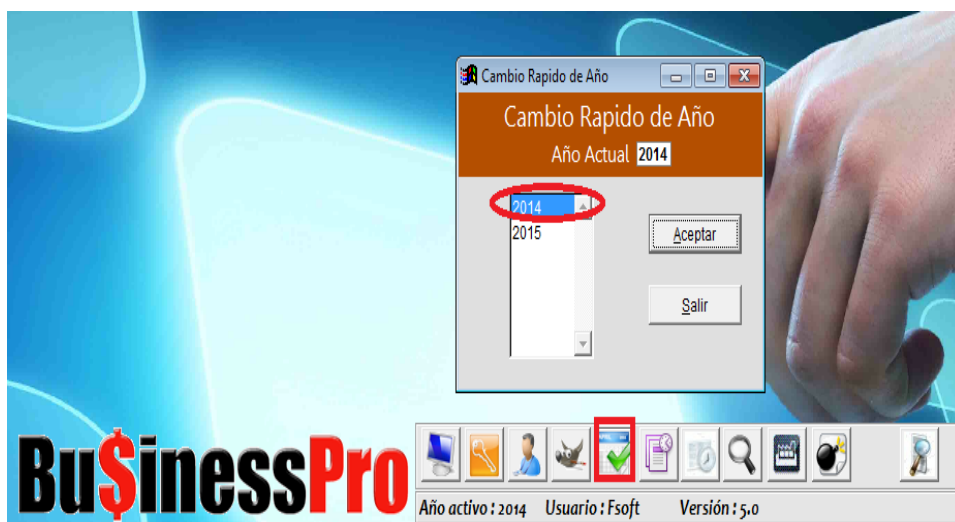 Cambio Rapido de Año
Cambio Rapido de Año
Año Actual 2014
2014
2015
Aceptar
Salir
Bu$inessPro
Año activo : 2014 Usuario : Fsoft Versión : 5.0